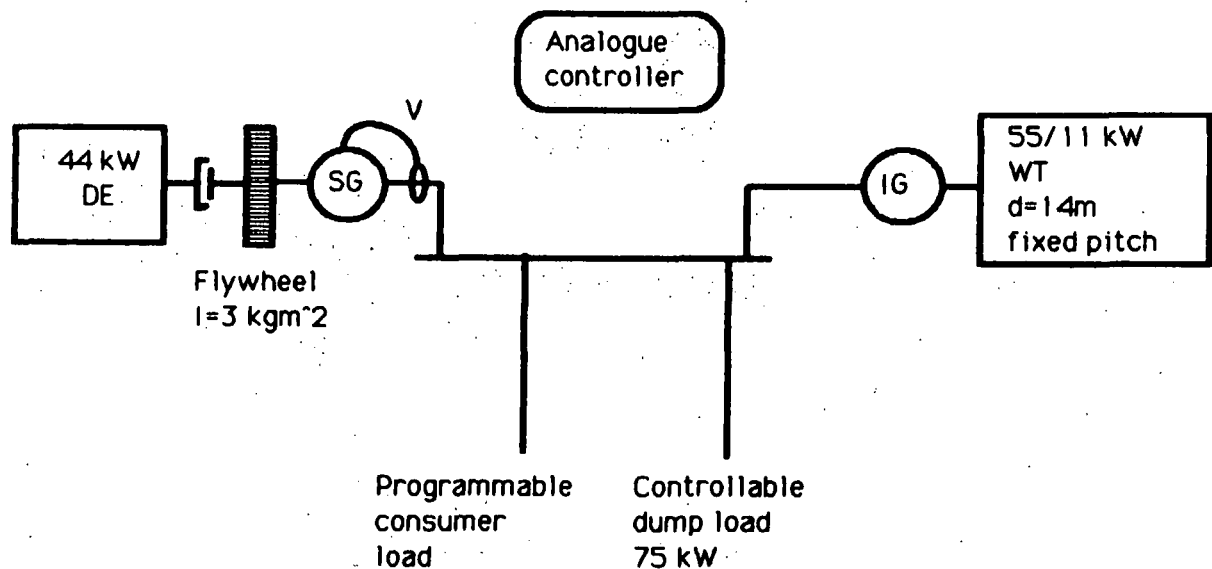 Analogue
controller
V
44 kW
DE
SG
Flywheel
I=3 kgm^2
IG
55/11 kW
WT
d=14m
fixed pitch
Programmable
consumer
load
Controllable
dump load
75 kW